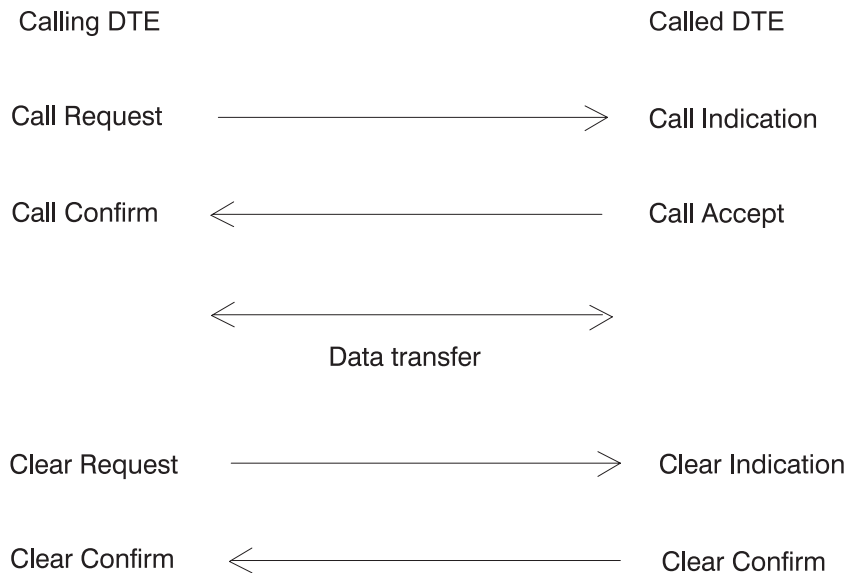 Calling DTE Called DTE
Call Request Call Indication
Call Confirm Call Accept
Data transfer
Clear Request Clear Indication
Clear Confirm Clear Confirm